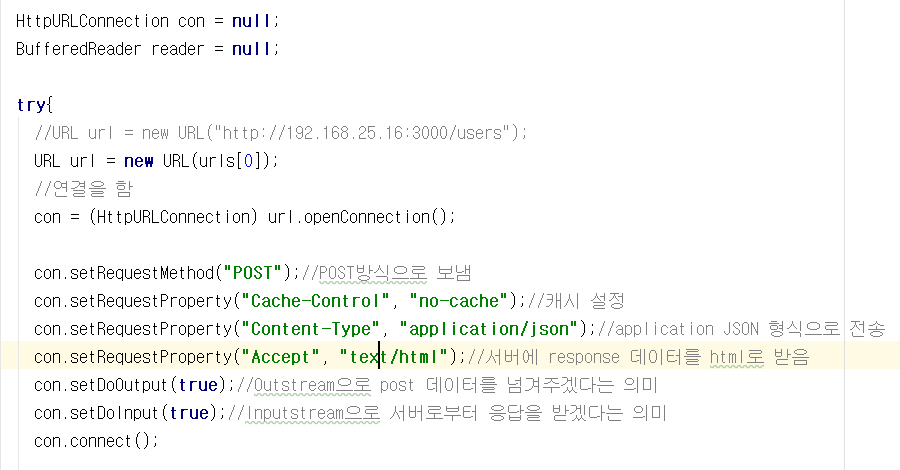 HttpURLConnection con = null;
BufferedReader reader = null;
try{
//URL url = new URL("http://192.168.25.16:3000/users");
URL url = new URL(urls[0]);
//연결을 함
con = (HttpURLConnection) url.openConnection();
con.setRequestMethod("POST");//POST방식으로 보냄
con.setRequestProperty("Cache-Control", "no-cache");//캐시 설정
con.setRequestProperty("Content-Type", "application/json");//application JSON 형식으로 전송
con.setRequestProperty("Accept", "text/html");//서버에 response 데이터를 html로 받음
con.setDoOutput(true);//Outstream으로 post 데이터를 넘겨주겠다는 의미
con.setDoInput(true);//Inputstream으로 서버로부터 응답을 받겠다는 의미
con.connect();